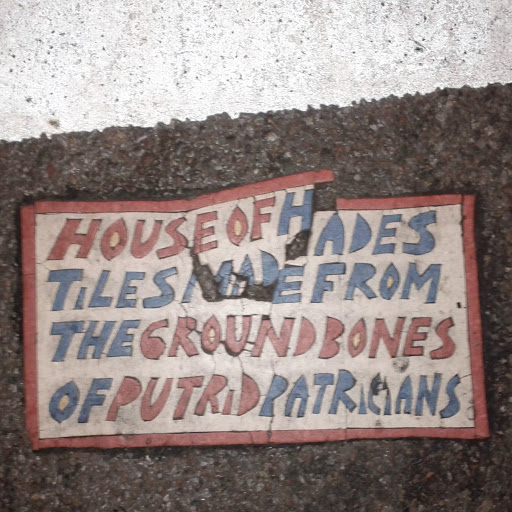 HOUSE OF HADES
TiLES MADE FROM
THE GROUND BONES
OF PUTRiD PATRiCiANS